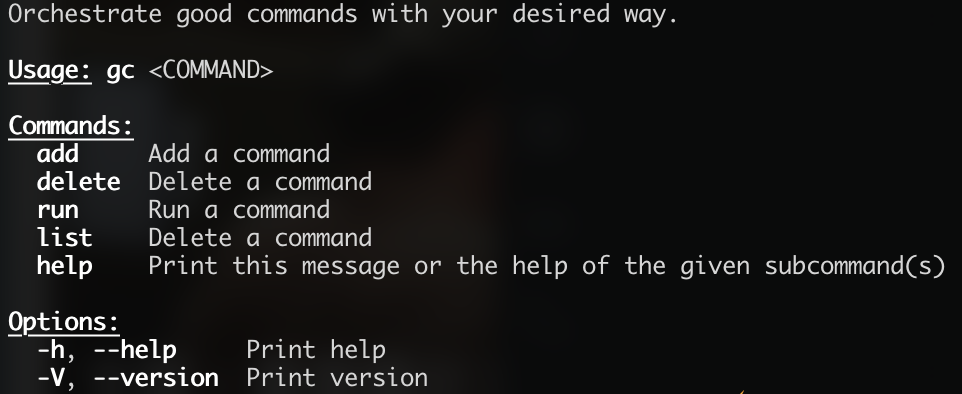 Orchestrate good commands with your desired way.
Usage: gc <COMMAND>
Commands:
add Add a command
delete Delete a command
run Run a command
list Delete a command
help Print this message or the help of the given subcommand(s)
Options:
-h, --help Print help
-V, --version Print version